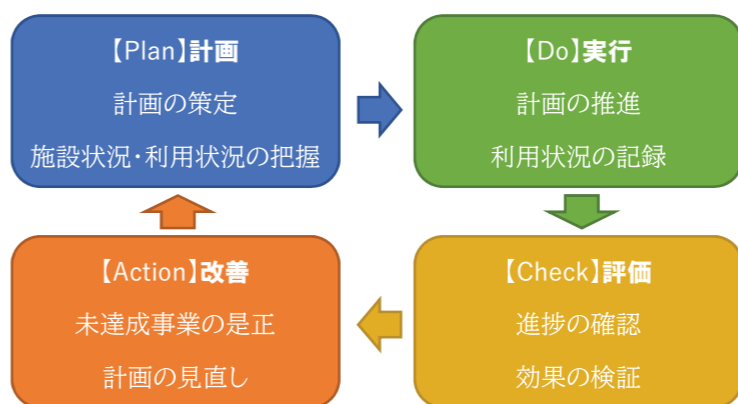 【Plan】計画
計画の策定
施設状況・利用状況の把握
【Do】実行
計画の推進
利用状況の記録
【Action】改善
未達成事業の是正
計画の見直し
【Check】評価
進捗の確認
効果の検証